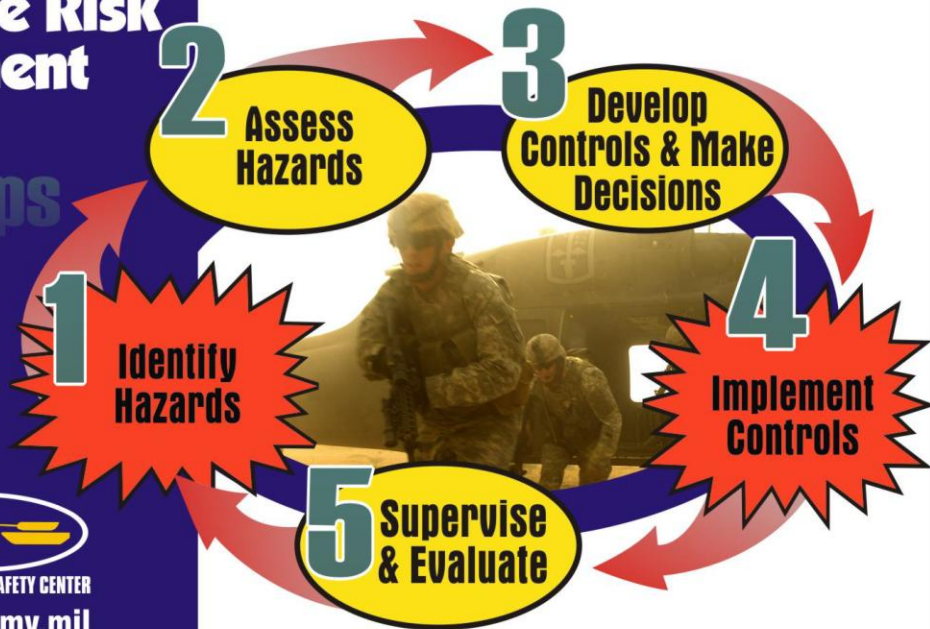 e Risk
ent
ps
1
Identify
Hazards
2
Assess
Hazards
3
Develop
Controls & Make
Decisions
4
Implement
Controls
5
Supervise
& Evaluate
AFETY CENTER
my.mil